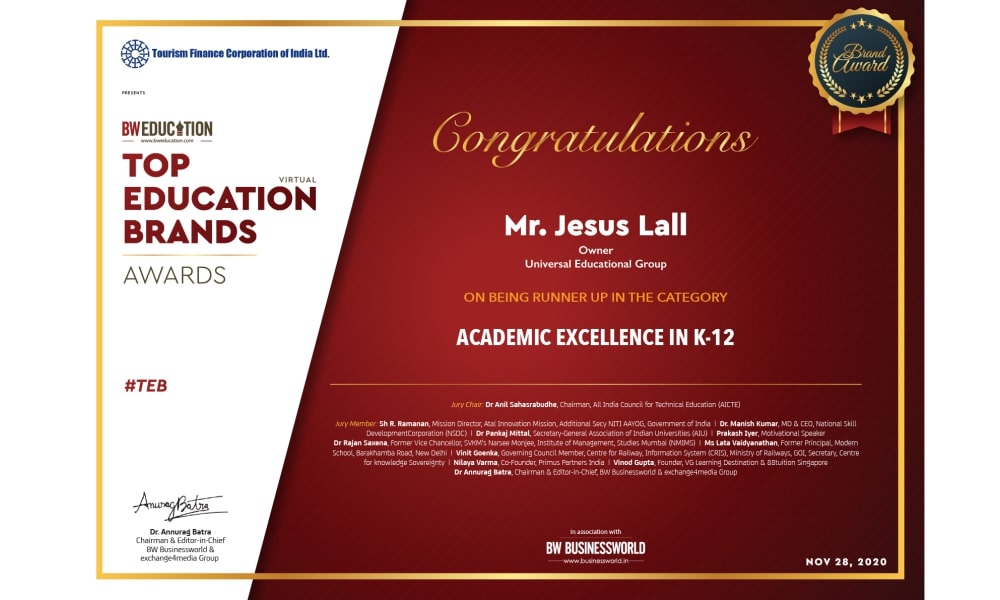 Tourism Finance Corporation of India Ltd.
PRESENTS
BWEDUCATION
www.bweducation.com
TOP
VIRTUAL
EDUCATION
BRANDS
AWARDS
#TEB
Anurag Batra
Dr. Annurag Batra
Chairman & Editor-in-Chief
BW Businessworld &
exchange4media Group
Brand
Award
Congratulations
Mr. Jesus Lall
Owner
Universal Educational Group
ON BEING RUNNER UP IN THE CATEGORY
ACADEMIC EXCELLENCE IN K-12
Jury Chair: Dr Anil Sahasrabudhe, Chairman, All India Council for Technical Education (AICTE)
Jury Member: Sh R. Ramanan, Mission Director, Atal Innovation Mission, Additional Secy NITI AAYOG, Government of India | Dr. Manish Kumar, MD & CEO, National Skill
DevelopmentCorporation (NSDC) | Dr Pankaj Mittal, Secretary-General Association of Indian Universities (AIU) | Prakash Iyer, Motivational Speaker
Dr Rajan Saxena, Former Vice Chancellor, SVKM's Narsee Monjee, Institute of Management, Studies Mumbai (NMIMS) | Ms Lata Vaidyanathan, Former Principal, Modern
School, Barakhamba Road, New Delhi | Vinit Goenka, Governing Council Member, Centre for Railway, Information System (CRIS), Ministry of Railways, GOI, Secretary, Centre
for knowledge Sovereignty | Nilaya Varma, Co-Founder, Primus Partners India | Vinod Gupta, Founder, VG Learning Destination & 88tuition Singapore
Dr Annurag Batra, Chairman & Editor-in-Chief, BW Businessworld & exchange4media Group
In association with
BW BUSINESSWORLD
www.businessworld.in
NOV 28, 2020